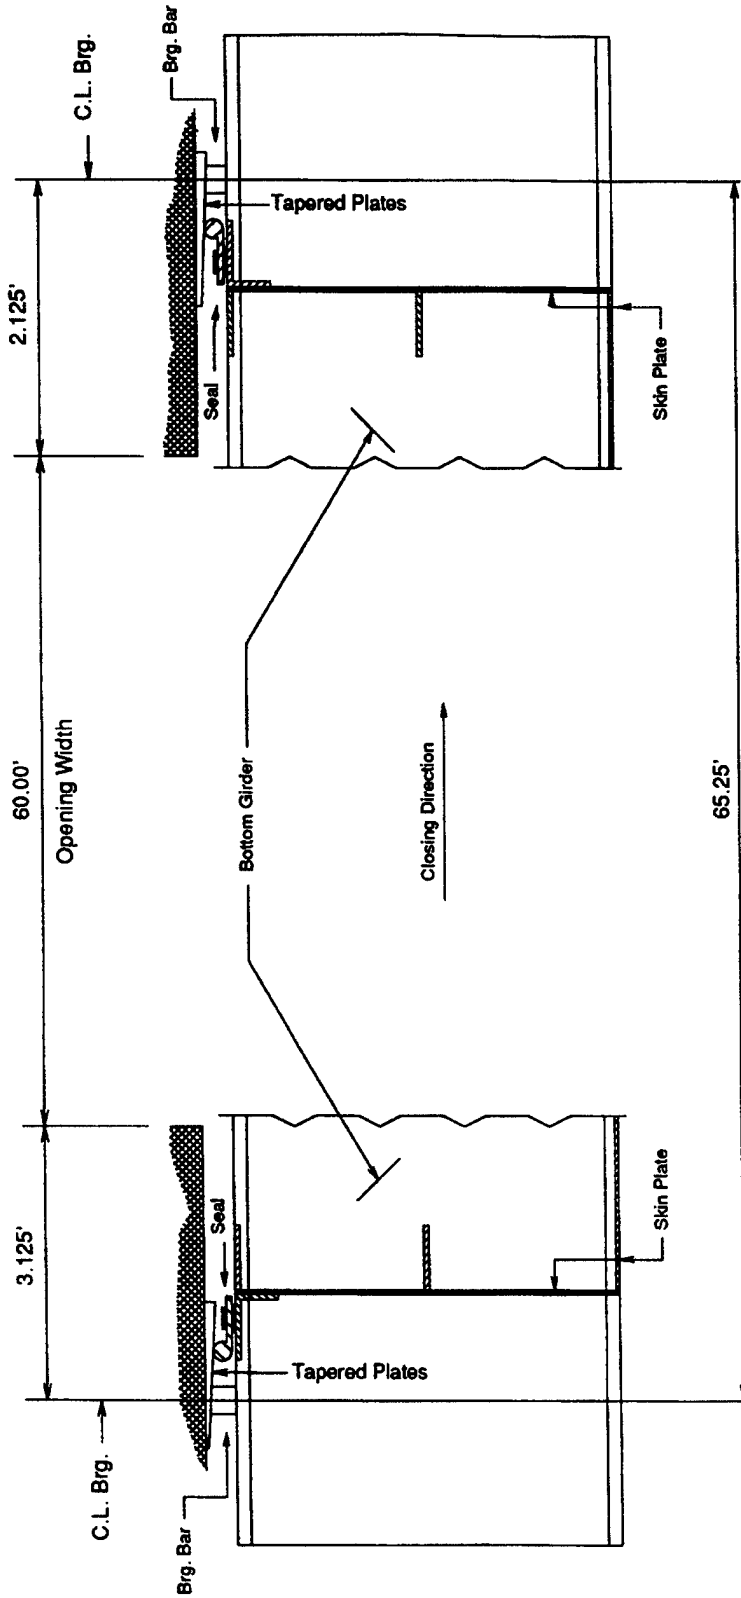 3.125'
60.00'
2.125'
Opening Width
C.L. Brg.
C.L. Brg.
Brg. Bar
Brg. Bar
Seal
Seal
Tapered Plates
Tapered Plates
Bottom Girder
Closing Direction
Skin Plate
Skin Plate
65.25'